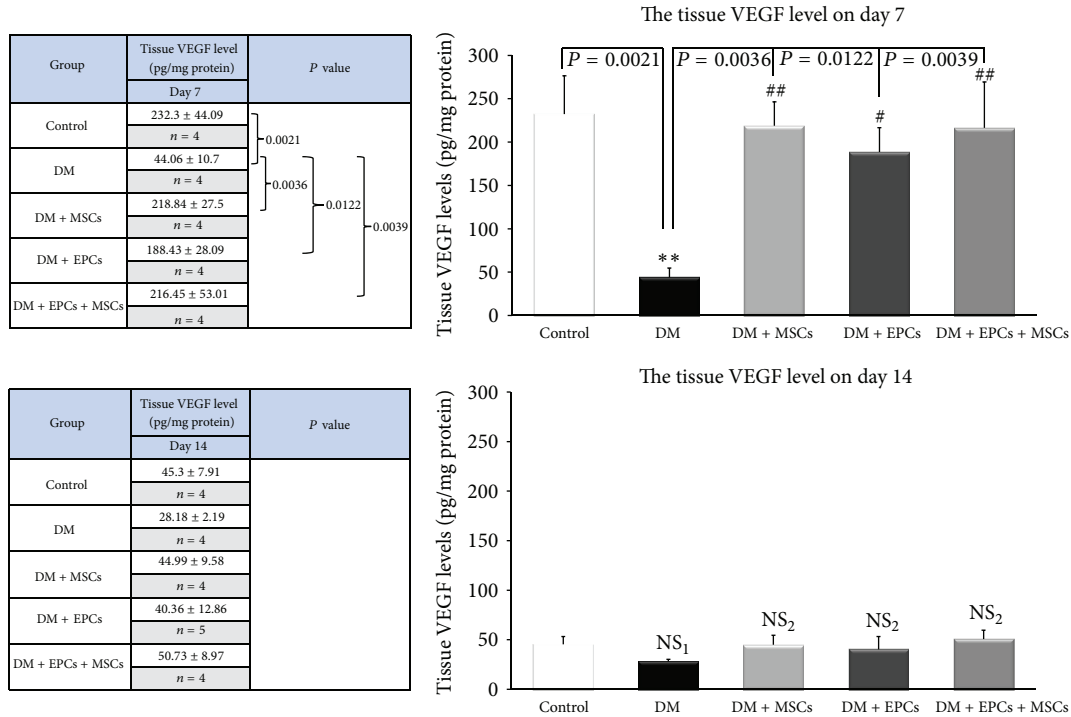 Group
Tissue VEGF level
(pg/mg protein)
P value
Day 7
Control
232.3 ± 44.09
n = 4
DM
44.06 ± 10.7
n = 4
DM + MSCs
218.84 ± 27.5
n = 4
DM + EPCs
188.43 ± 28.09
n = 4
DM + EPCs + MSCs
216.45 ± 53.01
n = 4
0.0021
0.0036
0.0122
0.0039
The tissue VEGF level on day 7
Tissue VEGF levels (pg/mg protein)
300
250
200
150
100
50
0
P = 0.0021
P = 0.0036
P = 0.0122
P = 0.0039
**
##
#
##
Control
DM
DM + MSCs
DM + EPCs
DM + EPCs + MSCs
Group
Tissue VEGF level
(pg/mg protein)
P value
Day 14
Control
45.3 ± 7.91
n = 4
DM
28.18 ± 2.19
n = 4
DM + MSCs
44.99 ± 9.58
n = 4
DM + EPCs
40.36 ± 12.86
n = 5
DM + EPCs + MSCs
50.73 ± 8.97
n = 4
The tissue VEGF level on day 14
Tissue VEGF levels (pg/mg protein)
300
250
200
150
100
50
0
NS₁
NS₂
NS₂
NS₂
Control
DM
DM + MSCs
DM + EPCs
DM + EPCs + MSCs